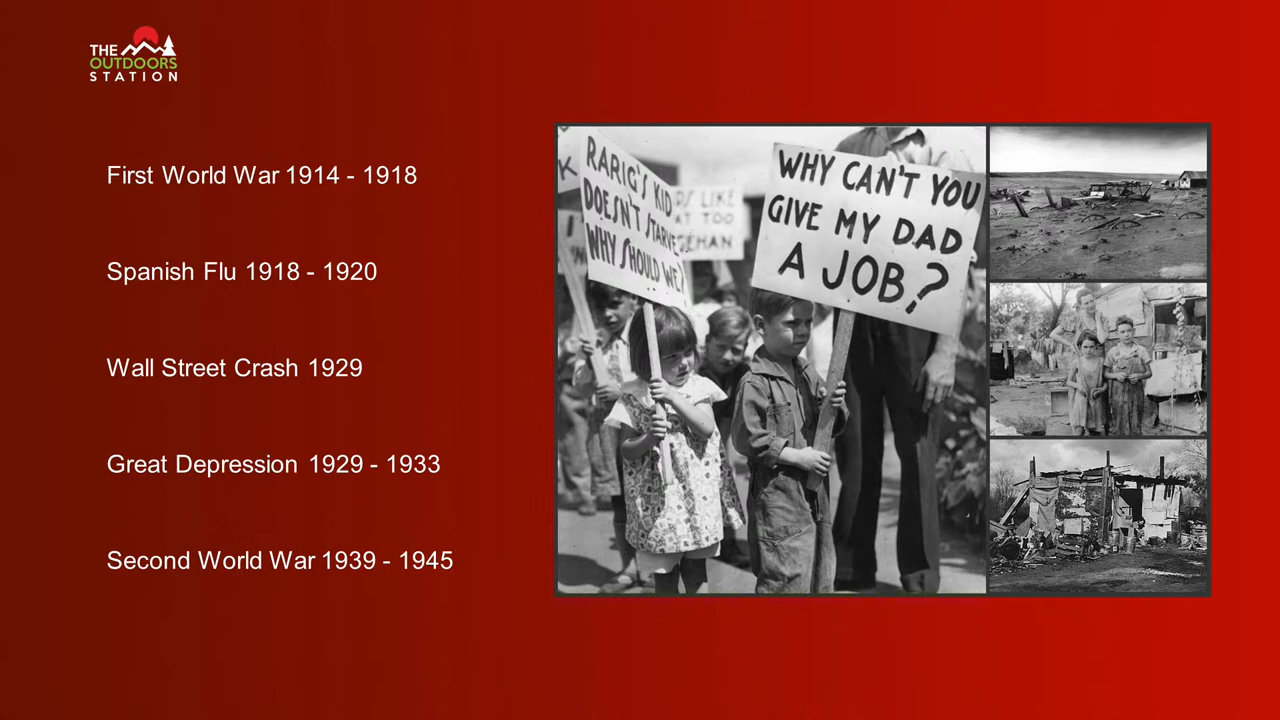 THE
OUTDOORS
STATION
First World War 1914 - 1918
Spanish Flu 1918 - 1920
Wall Street Crash 1929
Great Depression 1929 - 1933
Second World War 1939 - 1945
RARIG'S KID
DOESN'T STARVE
WHY SHOULD WE?
LIKE
TOO
WHY CAN'T YOU
GIVE MY DAD
A JOB?